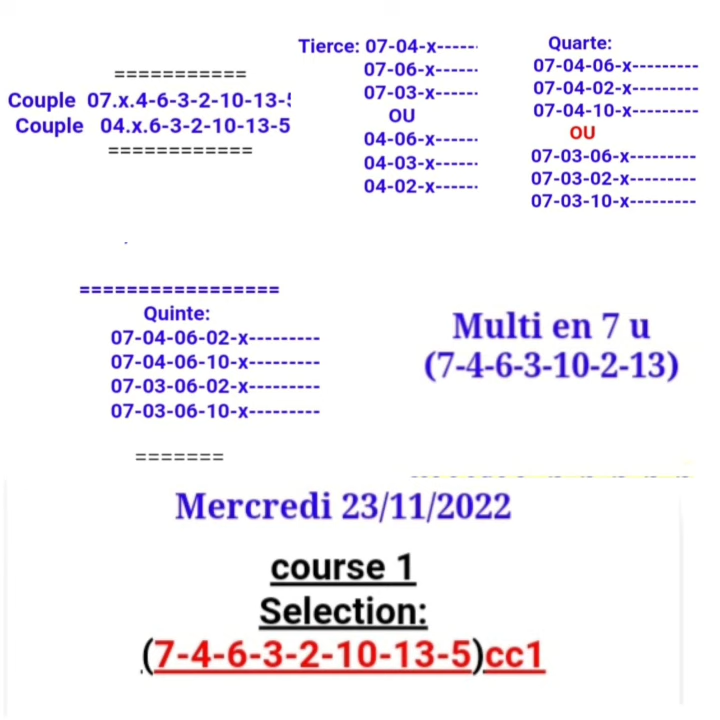 ===========
Couple 07.x.4-6-3-2-10-13-
Couple 04.x.6-3-2-10-13-5
============
Tierce: 07-04-x------
07-06-x------
07-03-x------
OU
04-06-x------
04-03-x------
04-02-x------
Quarte:
07-04-06-x---------
07-04-02-x---------
07-04-10-x---------
OU
07-03-06-x---------
07-03-02-x---------
07-03-10-x---------
=================
Quinte:
07-04-06-02-x---------
07-04-06-10-x---------
07-03-06-02-x---------
07-03-06-10-x---------
=======
Multi en 7 u
(7-4-6-3-10-2-13)
Mercredi 23/11/2022
course 1
Selection:
(7-4-6-3-2-10-13-5)cc1